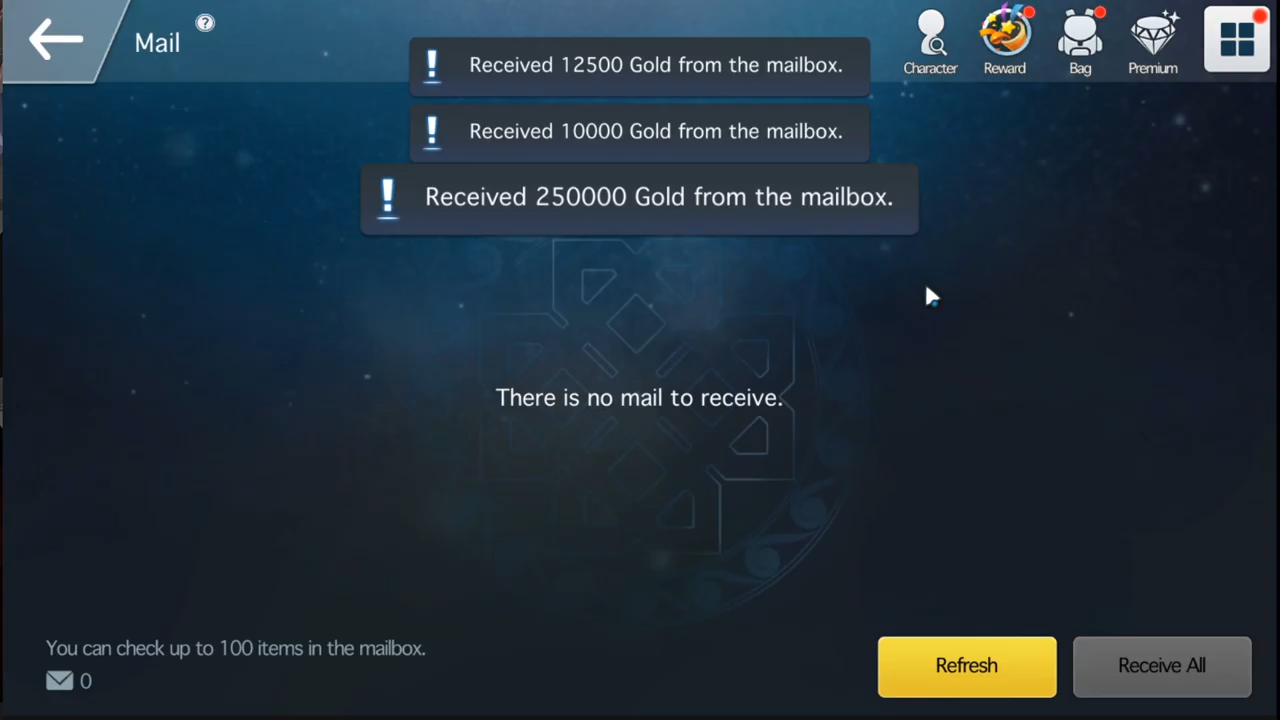 Mail
?
Character
Reward
Bag
Premium
! Received 12500 Gold from the mailbox.
! Received 10000 Gold from the mailbox.
! Received 250000 Gold from the mailbox.
There is no mail to receive.
You can check up to 100 items in the mailbox.
0
Refresh
Receive All